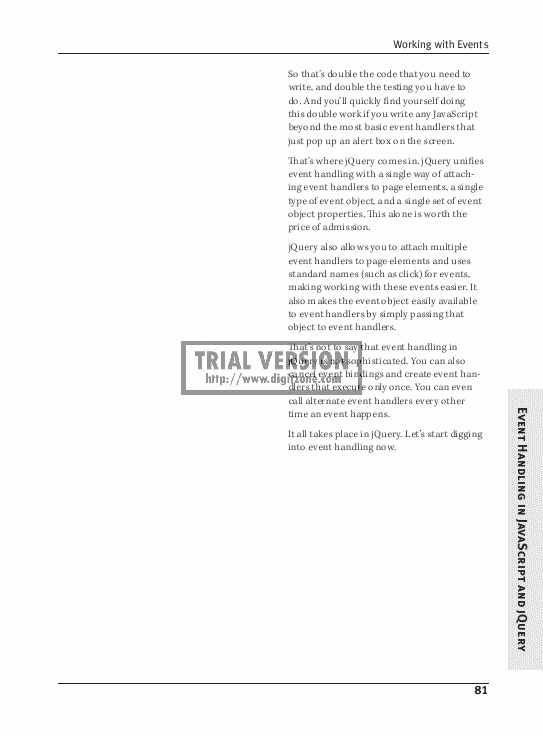 Working with Events
So that's double the code that you need to
write, and double the testing you have to
do. And you'll quickly find yourself doing
this double work if you write any JavaScript
beyond the most basic event handlers that
just pop up an alert box on the screen.
That's where jQuery comes in. jQuery unifies
event handling with a single way of attach-
ing event handlers to page elements, a single
type of event object, and a single set of event
object properties. This alone is worth the
price of admission.
jQuery also allows you to attach multiple
event handlers to page elements and uses
standard names (such as click) for events,
making working with these events easier. It
also makes the event object easily available
to event handlers by simply passing that
object to event handlers.
That's not to say that event handling in
jQuery is not sophisticated. You can also
cancel event bindings and create event han-
dlers that execute only once. You can even
call alternate event handlers every other
time an event happens.
It all takes place in jQuery. Let's start digging
into event handling now.
TRIAL VERSION
http://www.digitzone.com
Event Handling in JavaScript and jQuery
81